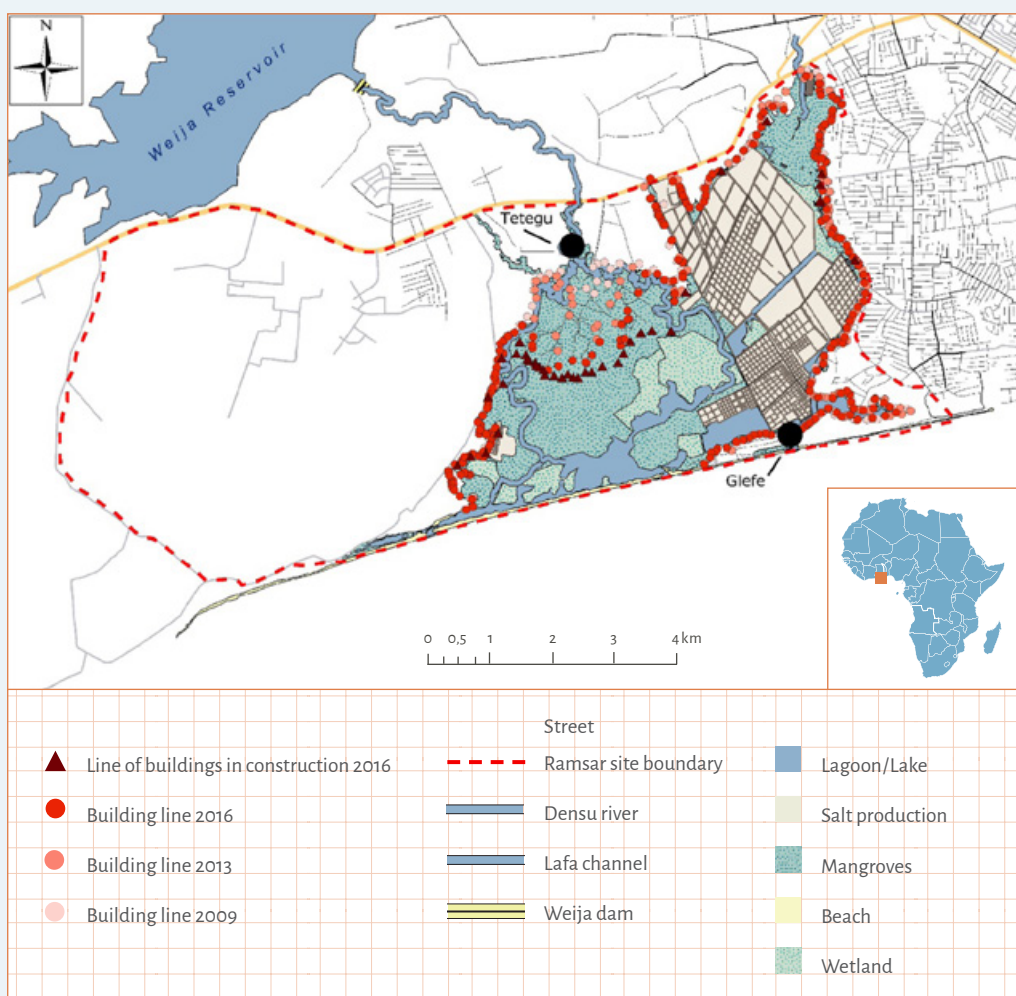 N
Weija Reservoir
Tetegu
Glefe
0 0,5 1 2 3 4 km
Street
Line of buildings in construction 2016
Ramsar site boundary
Lagoon/Lake
Building line 2016
Densu river
Salt production
Building line 2013
Lafa channel
Mangroves
Building line 2009
Weija dam
Beach
Wetland